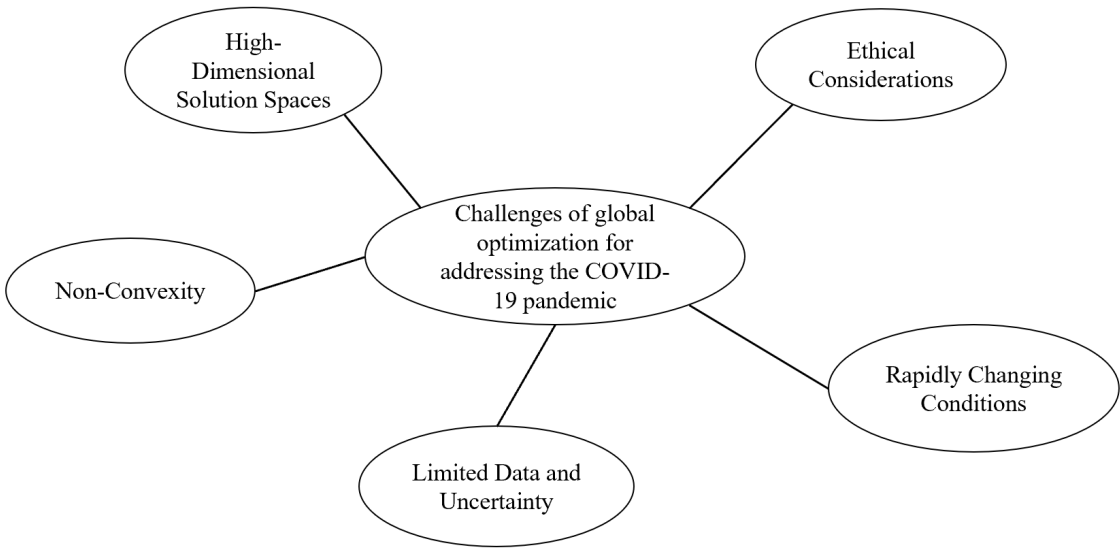 High-
Dimensional
Solution Spaces
Ethical
Considerations
Challenges of global
optimization for
addressing the COVID-
19 pandemic
Non-Convexity
Rapidly Changing
Conditions
Limited Data and
Uncertainty